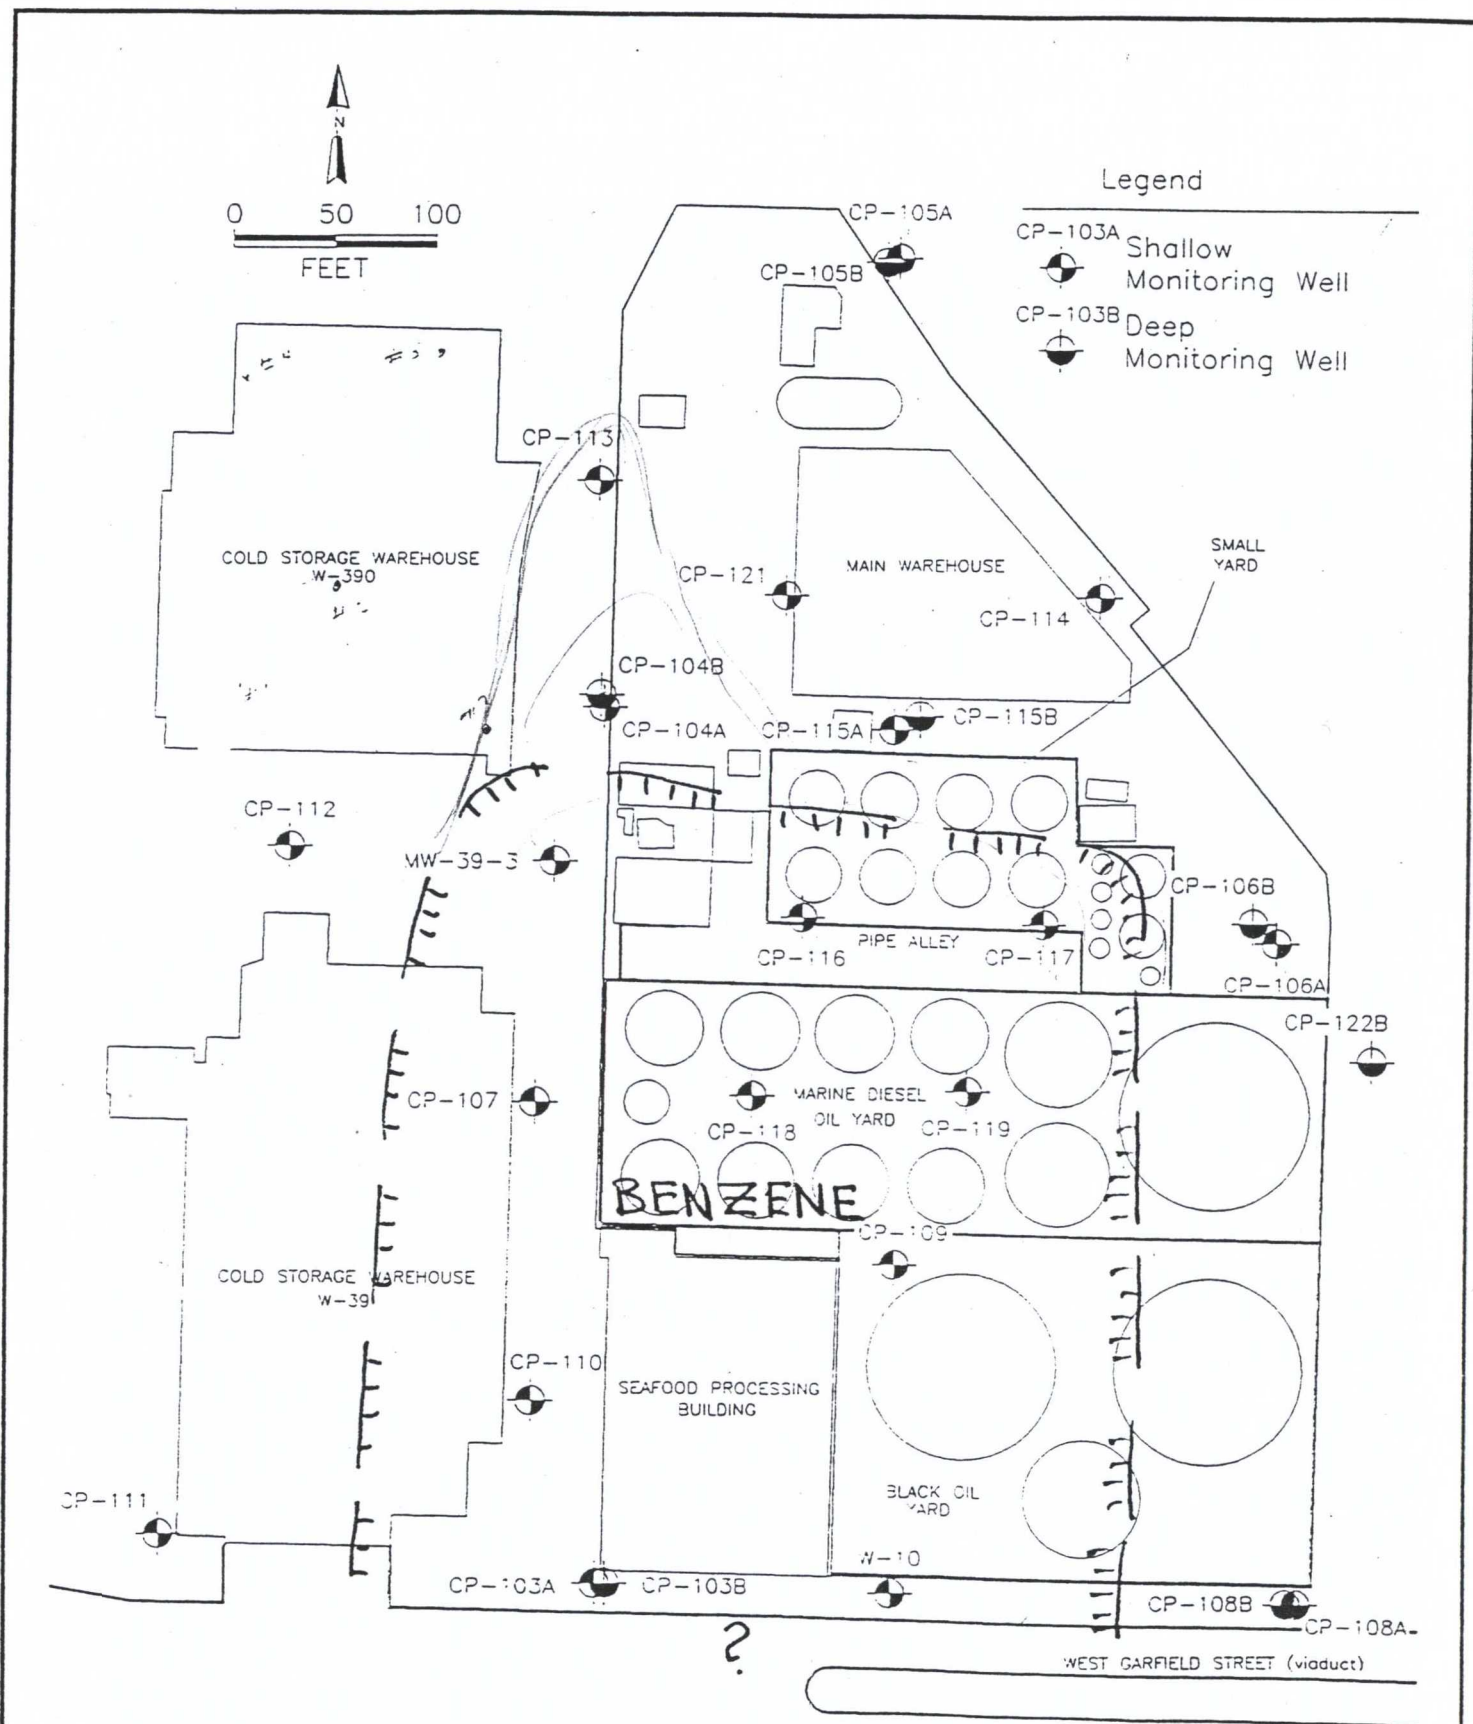 N
0 50 100
FEET
Legend
CP-103A Shallow
Monitoring Well
CP-103B Deep
Monitoring Well
CP-105A
CP-105B
CP-113
COLD STORAGE WAREHOUSE
W-390
CP-121
MAIN WAREHOUSE
CP-114
SMALL
YARD
CP-104B
CP-104A
CP-115A
CP-115B
CP-112
MW-39-3
CP-116
PIPE ALLEY
CP-117
CP-106B
CP-106A
CP-122B
CP-107
MARINE DIESEL
OIL YARD
CP-118
CP-119
BENZENE
CP-109
COLD STORAGE WAREHOUSE
W-39
CP-110
SEAFOOD PROCESSING
BUILDING
BLACK OIL
YARD
CP-111
CP-103A
CP-103B
W-10
CP-108B
CP-108A
?
WEST GARFIELD STREET (viaduct)